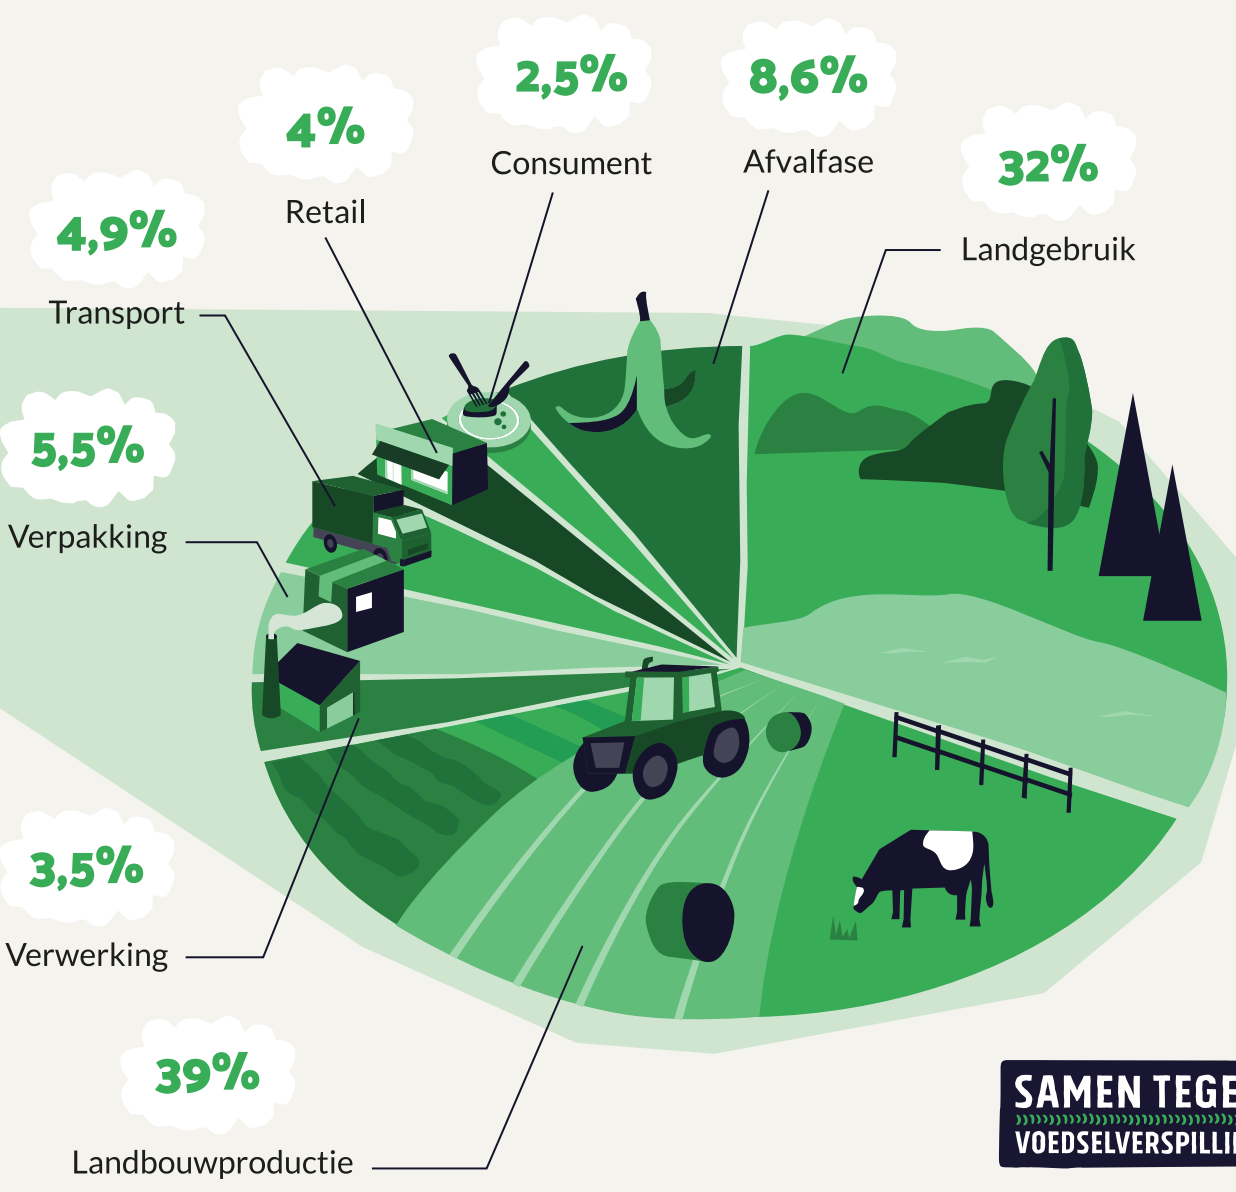 2,5%
Consument
8,6%
Afvalfase
4%
Retail
32%
Landgebruik
4,9%
Transport
5,5%
Verpakking
3,5%
Verwerking
39%
Landbouwproductie
SAMEN TEGE
VOEDSELVERSPILLI